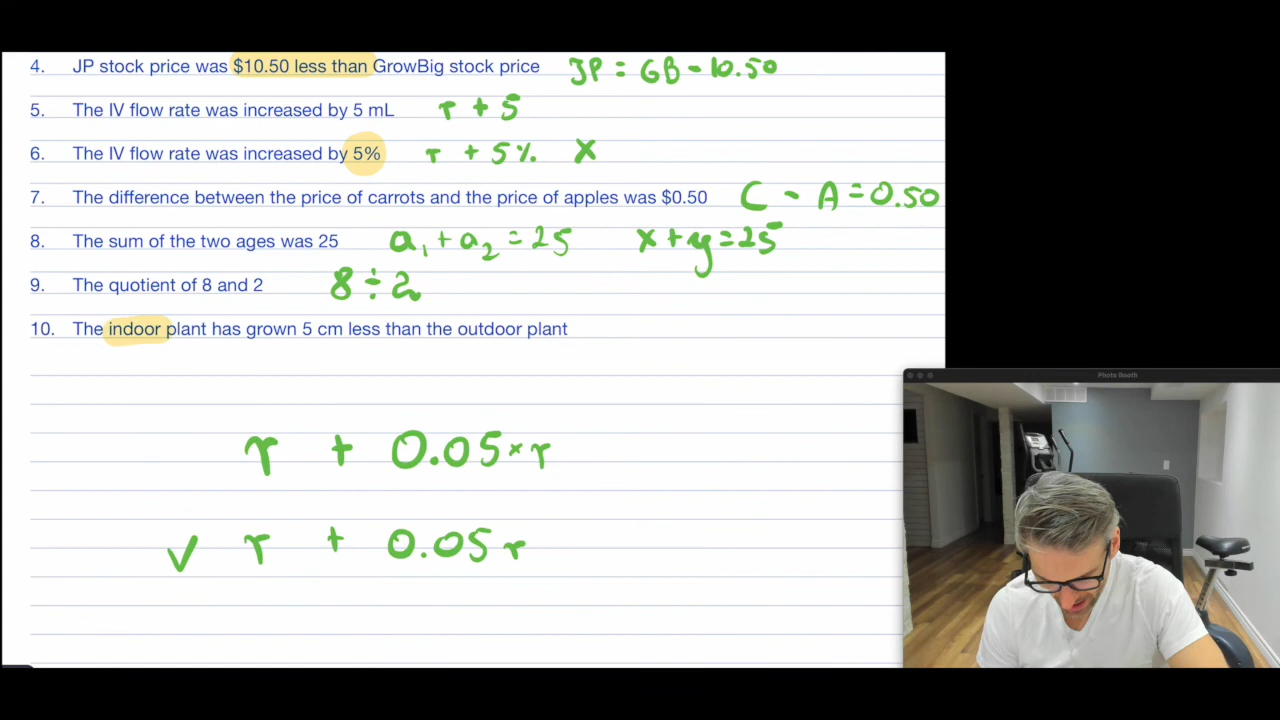 4. JP stock price was $10.50 less than GrowBig stock price JP = GB - 10.50
5. The IV flow rate was increased by 5 mL r + 5
6. The IV flow rate was increased by 5% r + 5% X
7. The difference between the price of carrots and the price of apples was $0.50 C - A = 0.50
8. The sum of the two ages was 25 a₁ + a₂ = 25 x + y = 25
9. The quotient of 8 and 2 8 ÷ 2
10. The indoor plant has grown 5 cm less than the outdoor plant
Photo Booth
r + 0.05 × r
✓ r + 0.05 r